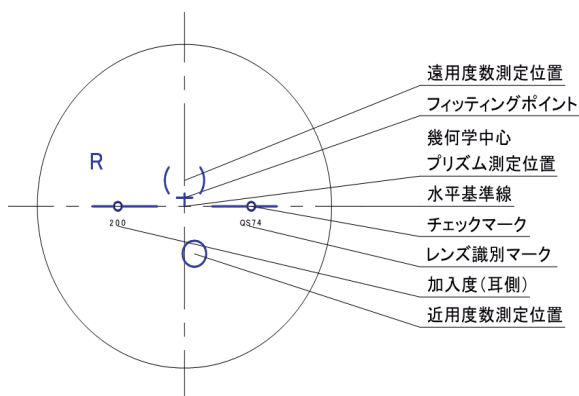 遠用度数測定位置
フィッティングポイント
幾何学中心
プリズム測定位置
水平基準線
チェックマーク
レンズ識別マーク
加入度(耳側)
近用度数測定位置
R
200
QS74